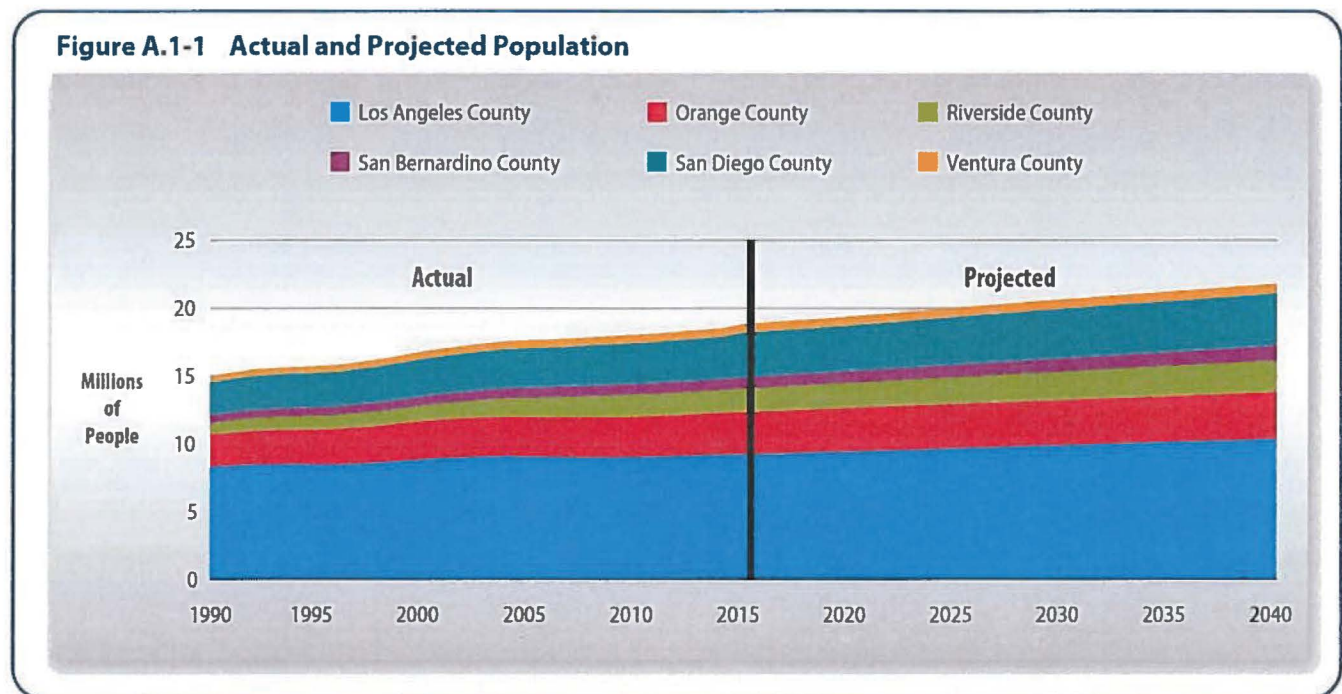 Figure A.1-1 Actual and Projected Population
Los Angeles County Orange County Riverside County
San Bernardino County San Diego County Ventura County
25
Actual Projected
20
15
Millions
of
People
10
5
0
1990 1995 2000 2005 2010 2015 2020 2025 2030 2035 2040